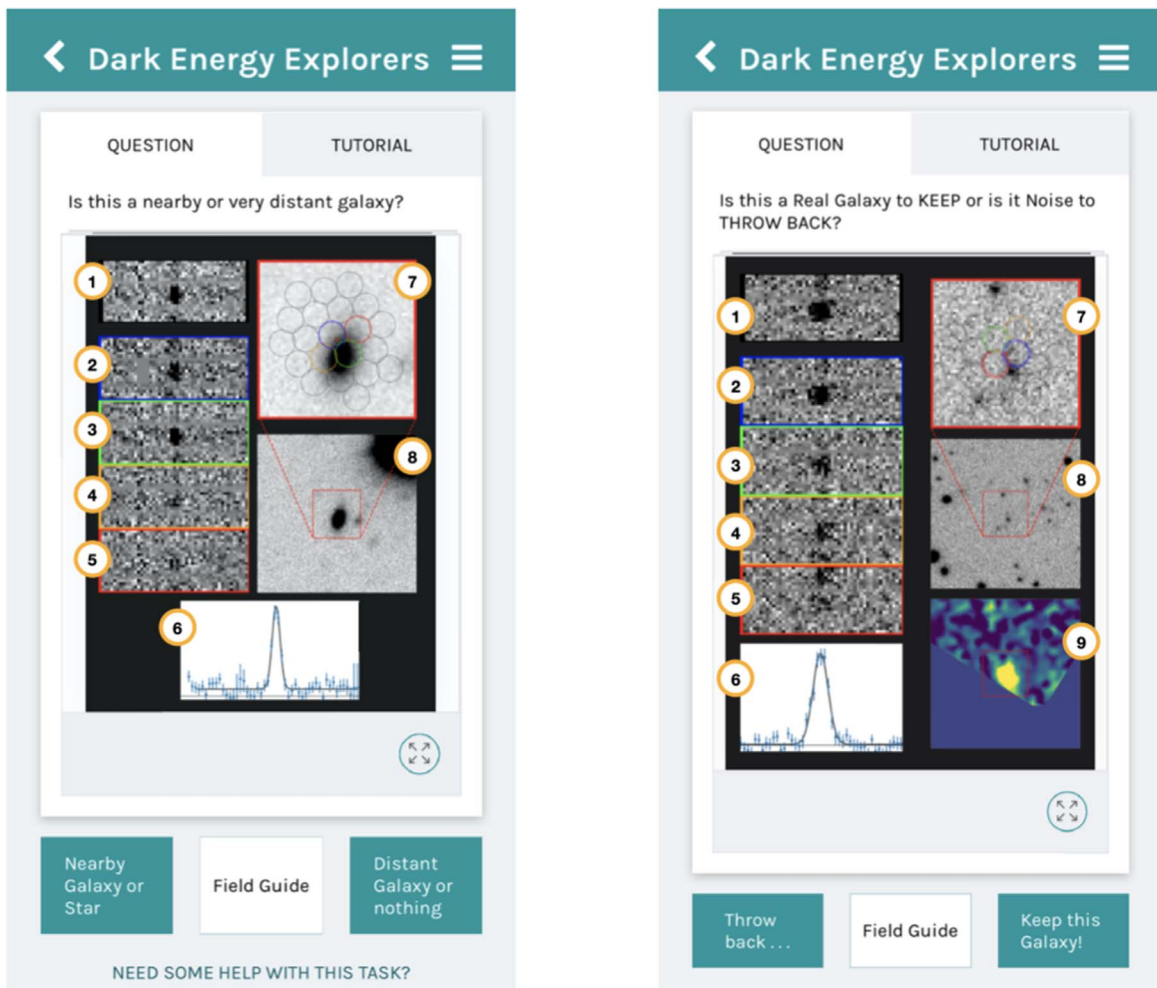 Dark Energy Explorers
QUESTION
TUTORIAL
Is this a nearby or very distant galaxy?
1
2
3
4
5
6
7
8
Nearby
Galaxy or
Star
Field Guide
Distant
Galaxy or
nothing
NEED SOME HELP WITH THIS TASK?
Dark Energy Explorers
QUESTION
TUTORIAL
Is this a Real Galaxy to KEEP or is it Noise to
THROW BACK?
1
2
3
4
5
6
7
8
9
Throw
back ...
Field Guide
Keep this
Galaxy!